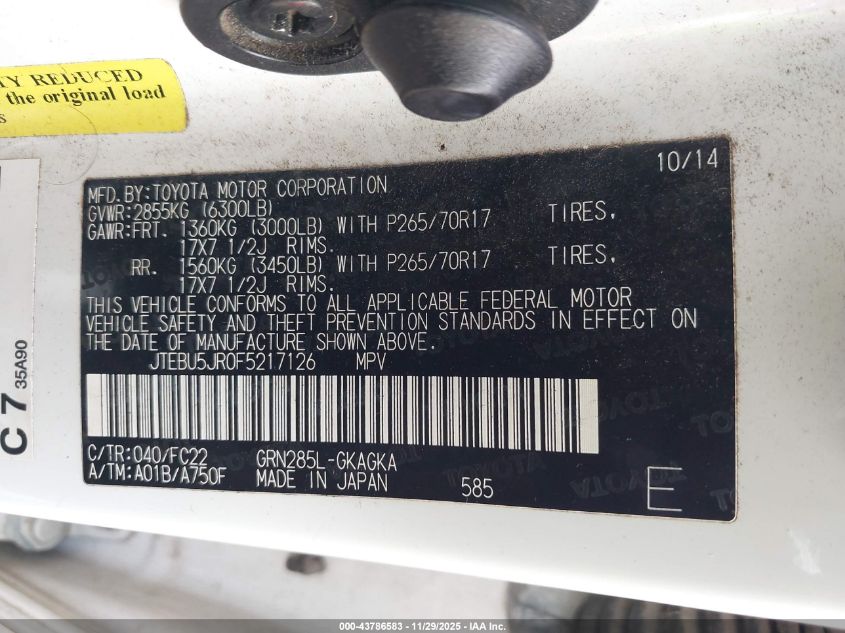 TY REDUCED
the original load
s
C 7 35A90
10/14
MFD.BY:TOYOTA MOTOR CORPORATION
GVWR:2855KG (6300LB)
GAWR:FRT. 1360KG (3000LB) WITH P265/70R17 TIRES,
17X7 1/2J RIMS.
RR. 1560KG (3450LB) WITH P265/70R17 TIRES,
17X7 1/2J RIMS.
THIS VEHICLE CONFORMS TO ALL APPLICABLE FEDERAL MOTOR
VEHICLE SAFETY AND THEFT PREVENTION STANDARDS IN EFFECT ON
THE DATE OF MANUFACTURE SHOWN ABOVE.
JTEBU5JR0F5217126 MPV
C/TR:040/FC22 GRN285L-GKAGKA
A/TM:A01B/A750F MADE IN JAPAN 585 E
000-43786583 - 11/29/2025 - IAA Inc.